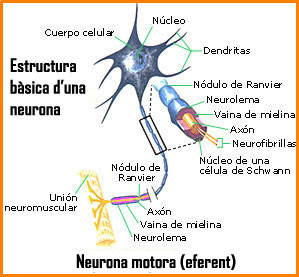 Núcleo
Cuerpo celular
Dendritas
Estructura
bàsica d'una
neurona
Nódulo de Ranvier
Neurolema
Vaina de mielina
Axón
Neurofibrillas
Núcleo de una
célula de Schwann
Nódulo de
Ranvier
Unión
neuromuscular
Axón
Vaina de mielina
Neurolema
Neurona motora (eferent)